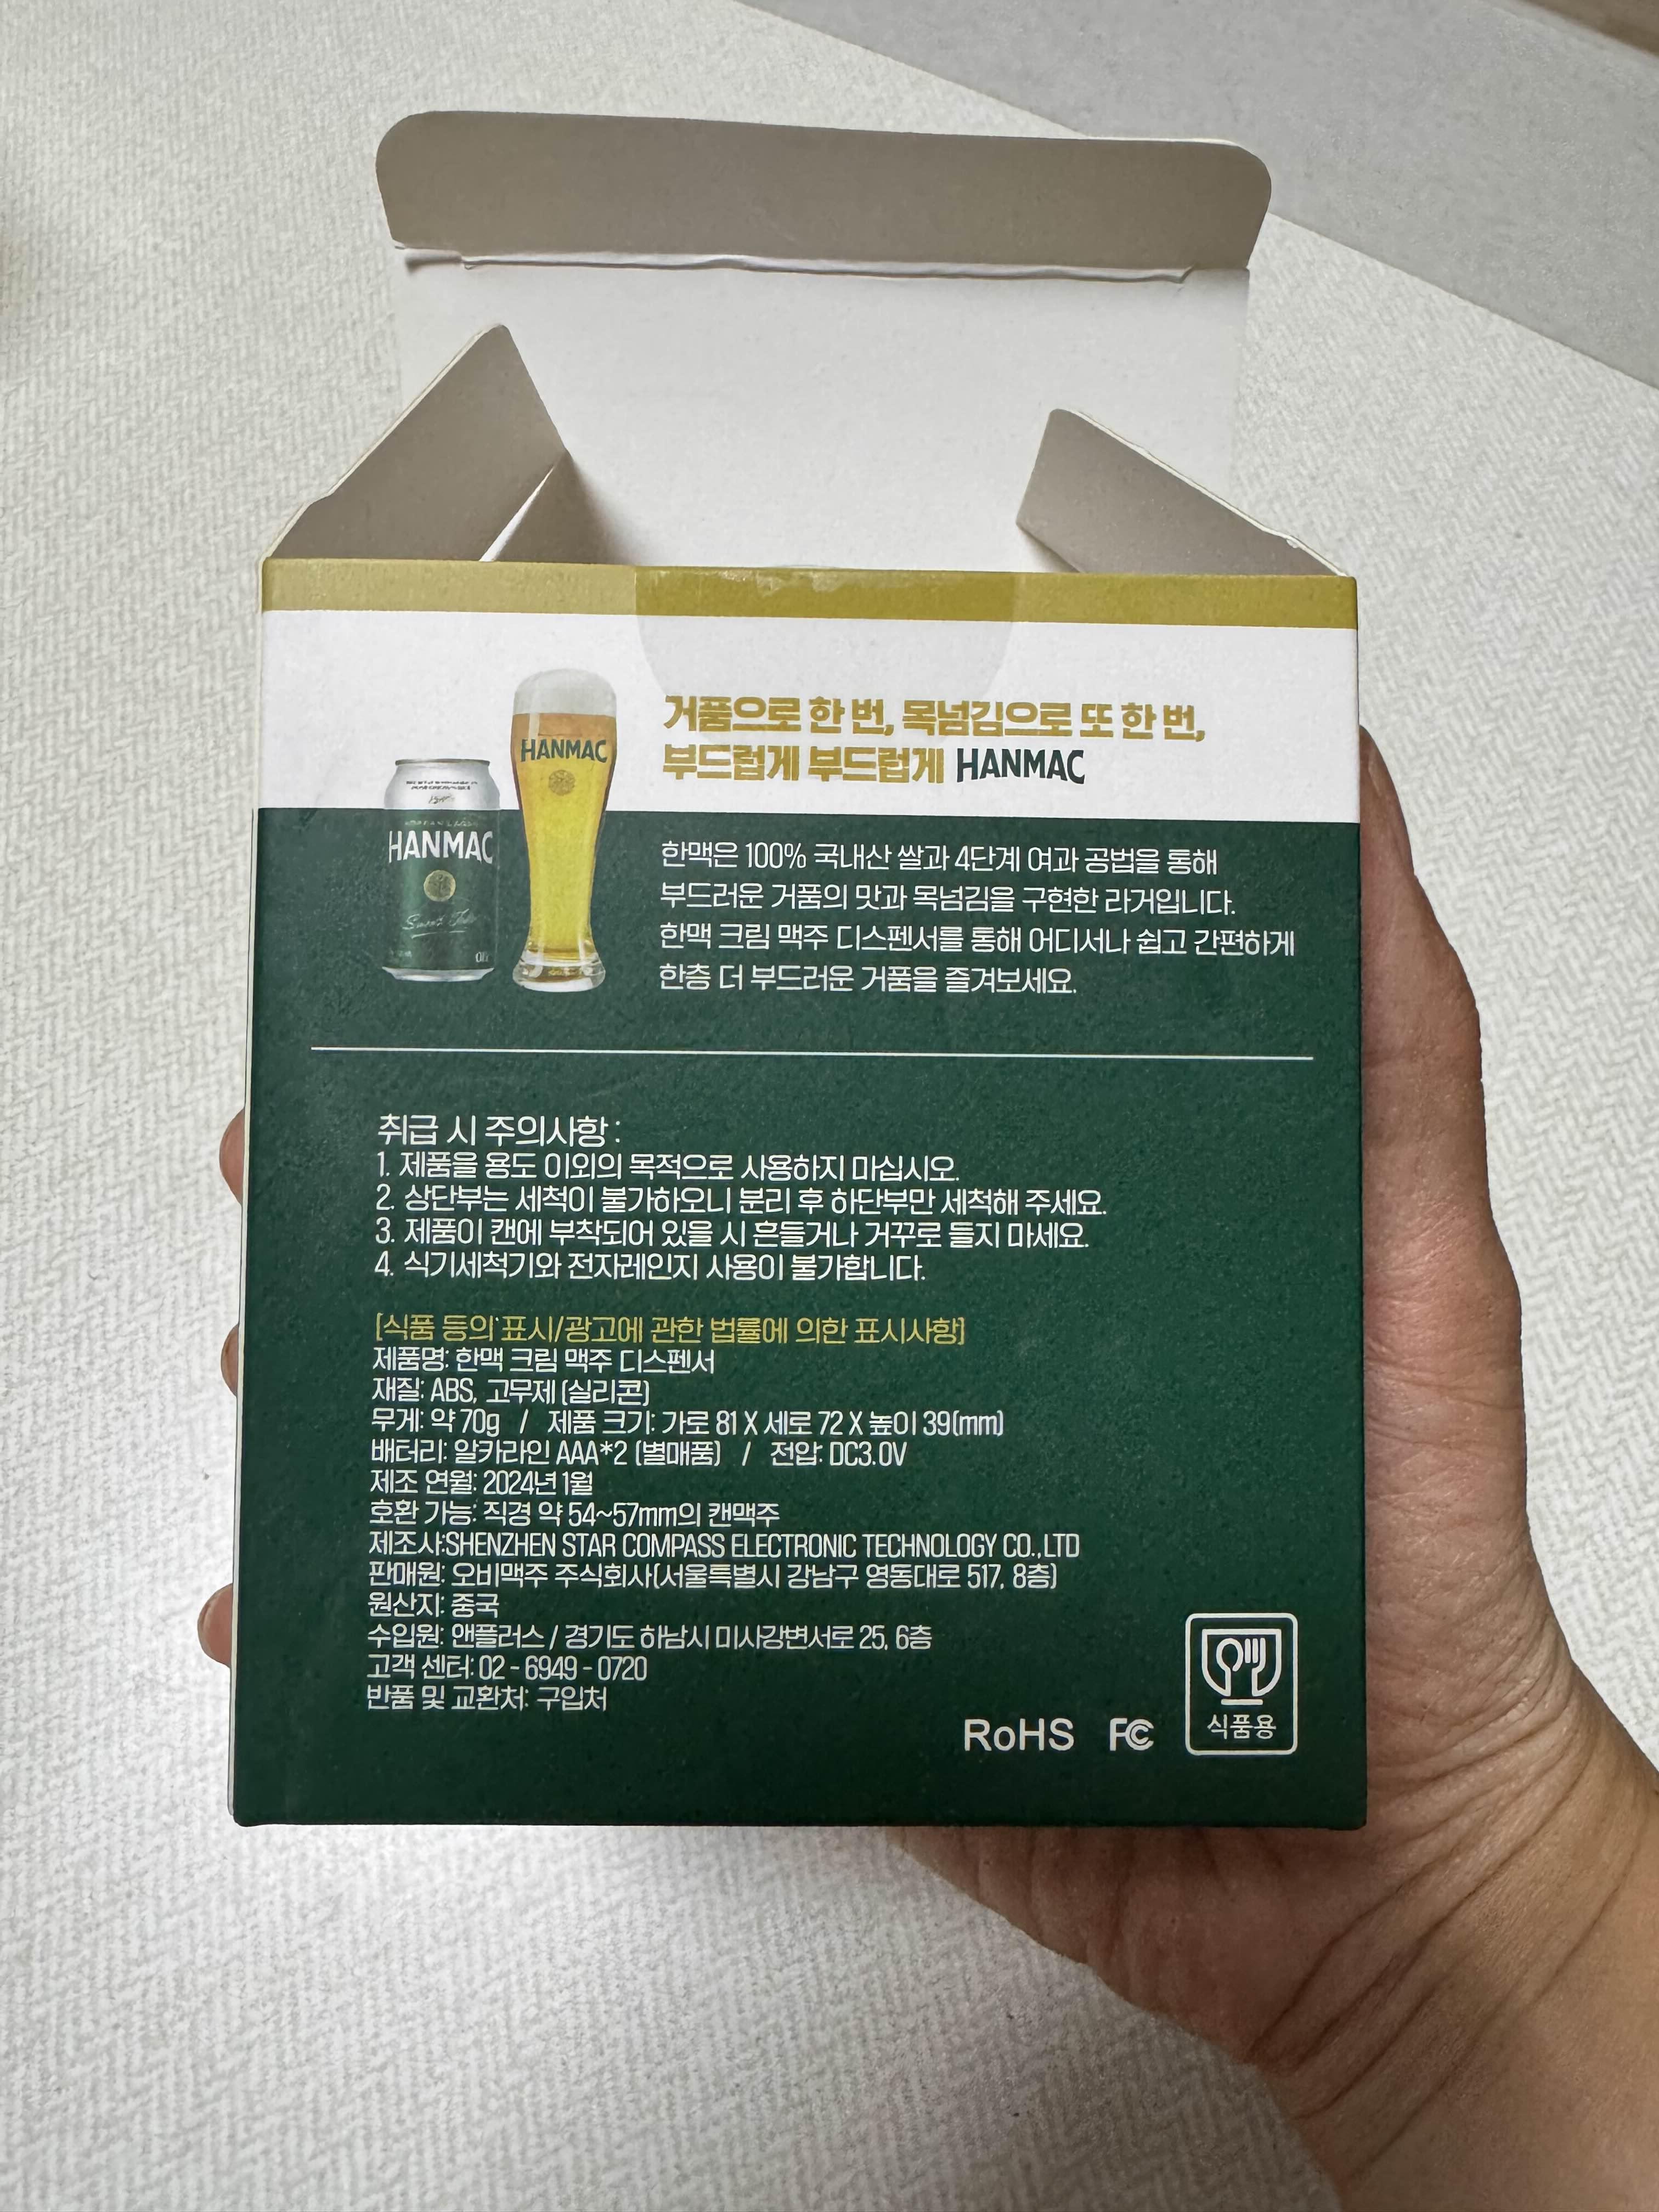 거품으로 한 번, 목넘김으로 또 한 번,
부드럽게 부드럽게 HANMAC
HANMAC
HANMAC
한맥은 100% 국내산 쌀과 4단계 여과 공법을 통해
부드러운 거품의 맛과 목넘김을 구현한 라거입니다.
한맥 크림 맥주 디스펜서를 통해 어디서나 쉽고 간편하게
한층 더 부드러운 거품을 즐겨보세요.
취급 시 주의사항 :
1. 제품을 용도 이외의 목적으로 사용하지 마십시오.
2. 상단부는 세척이 불가하오니 분리 후 하단부만 세척해 주세요.
3. 제품이 캔에 부착되어 있을 시 흔들거나 거꾸로 들지 마세요.
4. 식기세척기와 전자레인지 사용이 불가합니다.
[식품 등의 표시/광고에 관한 법률에 의한 표시사항]
제품명: 한맥 크림 맥주 디스펜서
재질: ABS, 고무제 (실리콘)
무게: 약 70g / 제품 크기: 가로 81 X 세로 72 X 높이 39(mm)
배터리: 알카라인 AAA*2 (별매품) / 전압: DC3.0V
제조 연월: 2024년 1월
호환 가능: 직경 약 54~57mm의 캔맥주
제조사:SHENZHEN STAR COMPASS ELECTRONIC TECHNOLOGY CO.,LTD
판매원: 오비맥주 주식회사(서울특별시 강남구 영동대로 517, 8층)
원산지: 중국
수입원: 앤플러스 / 경기도 하남시 미사강변서로 25, 6층
고객 센터: 02 - 6949 - 0720
반품 및 교환처: 구입처
RoHS FC
식품용